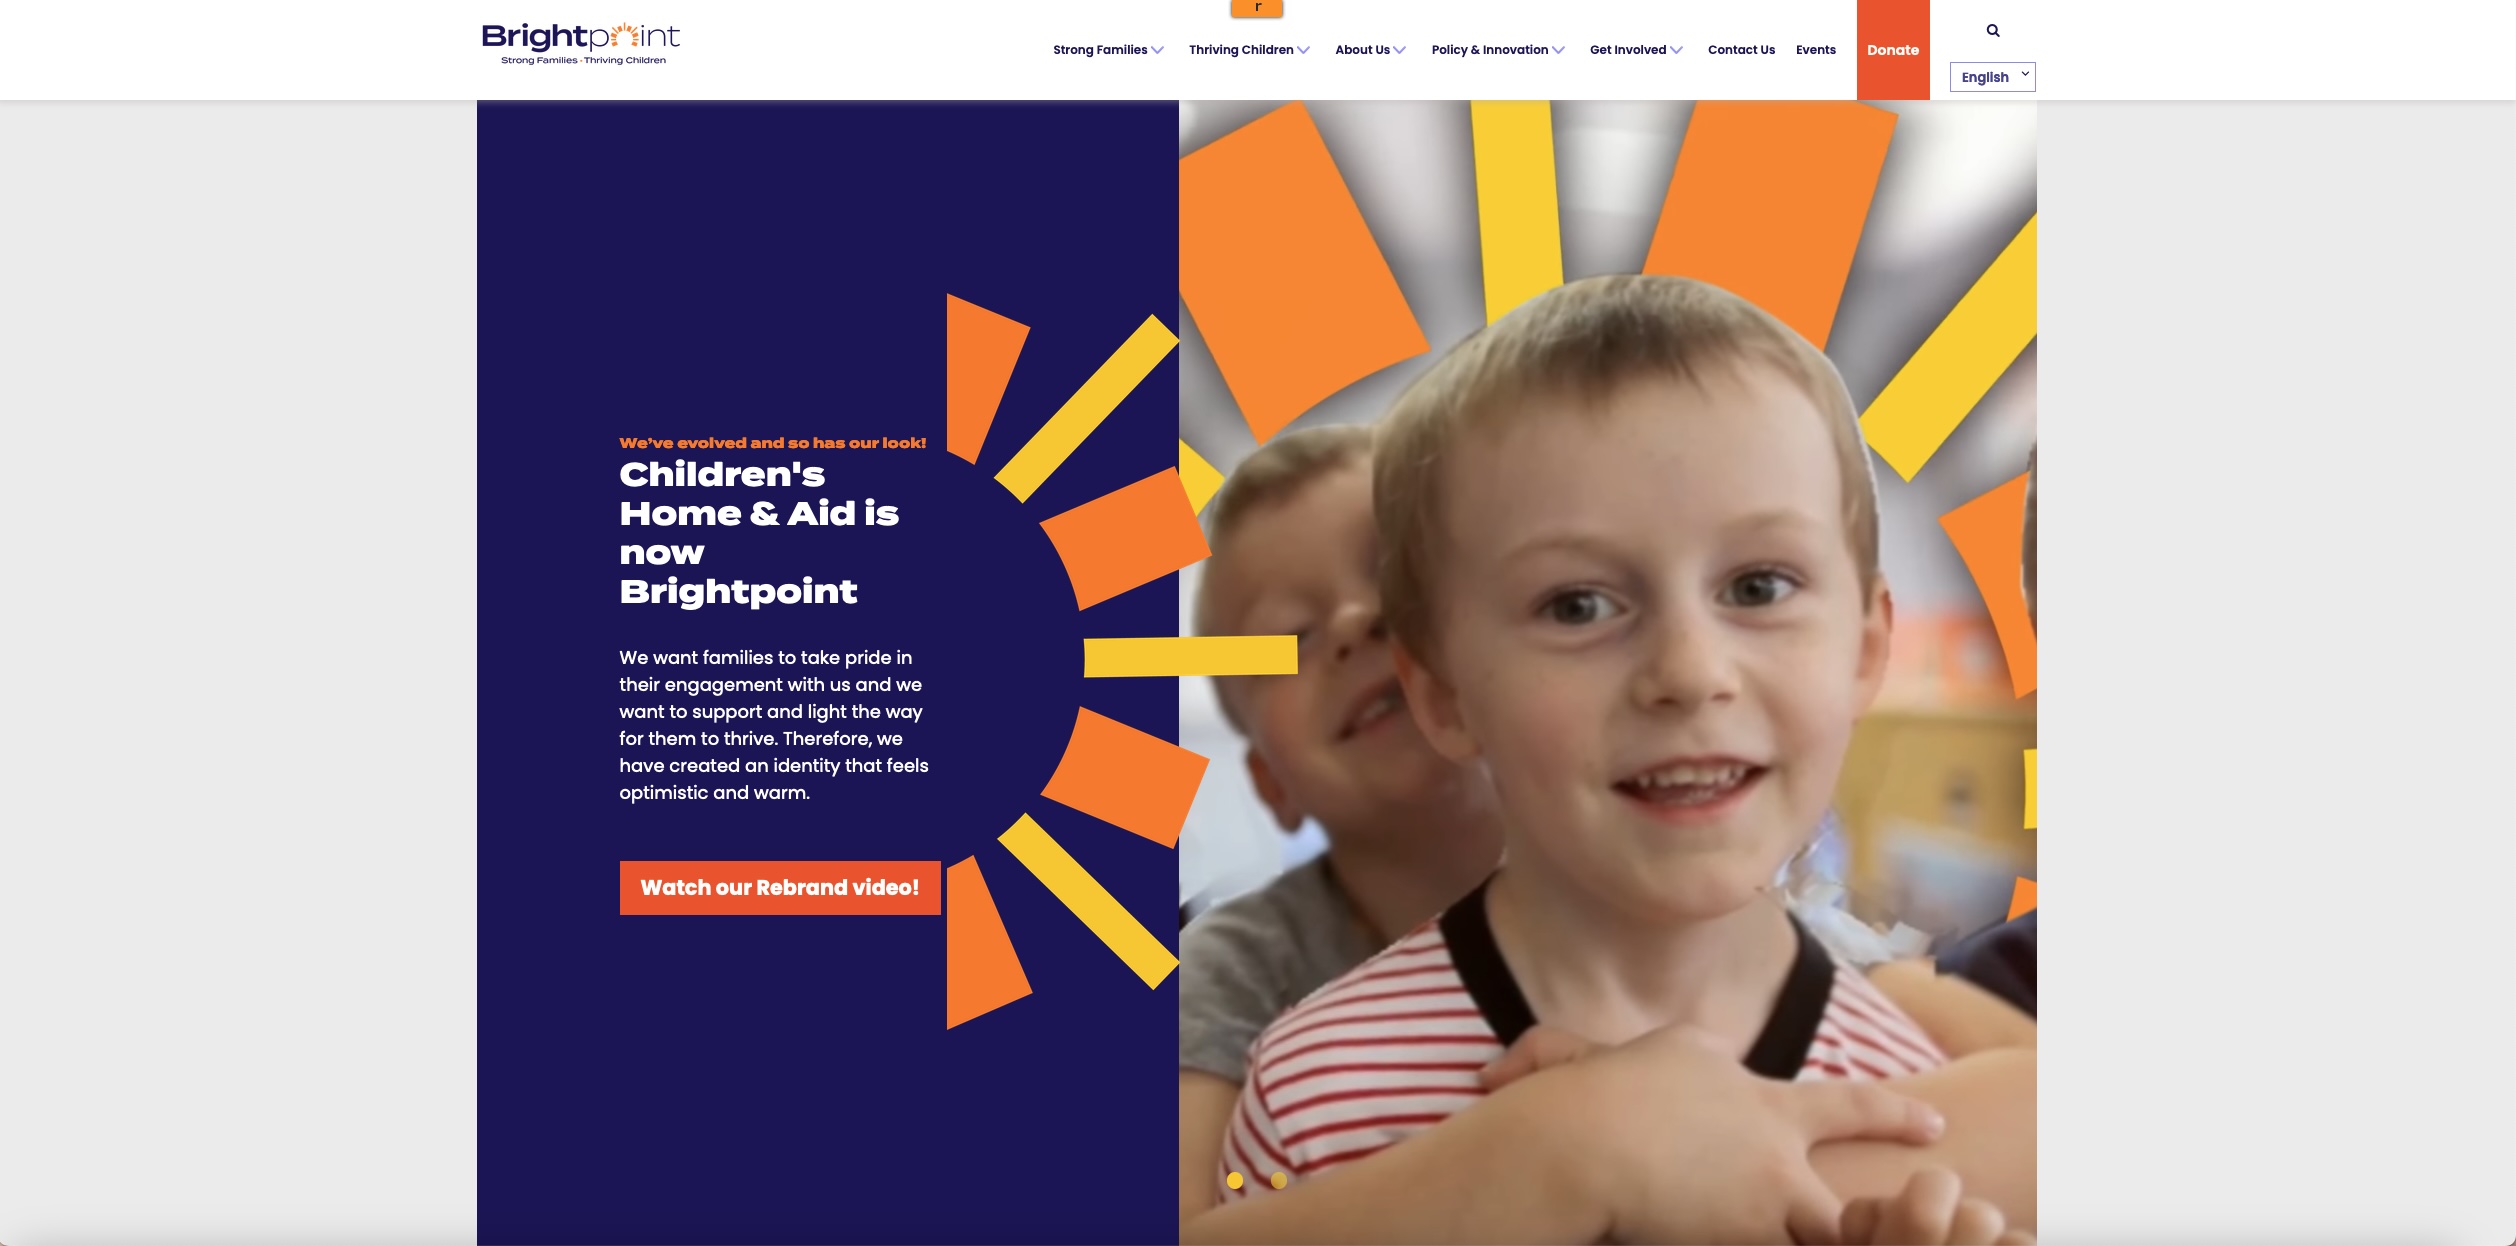 r
Brightpoint
Strong Families · Thriving Children
Strong Families
Thriving Children
About Us
Policy & Innovation
Get Involved
Contact Us
Events
Donate
English
We've evolved and so has our look!
Children's
Home & Aid is
now
Brightpoint
We want families to take pride in
their engagement with us and we
want to support and light the way
for them to thrive. Therefore, we
have created an identity that feels
optimistic and warm.
Watch our Rebrand video!